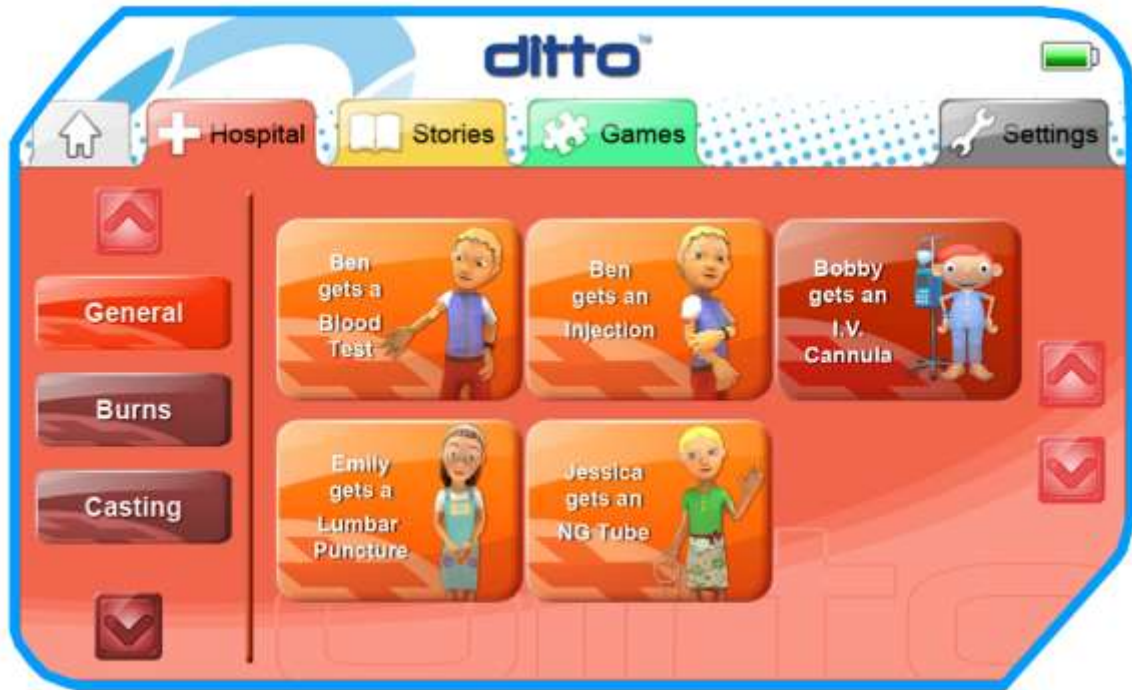 ditto™
Hospital
Stories
Games
Settings
General
Burns
Casting
Ben
gets a
Blood
Test
Ben
gets an
Injection
Bobby
gets an
I.V.
Cannula
Emily
gets a
Lumbar
Puncture
Jessica
gets an
NG Tube
ditto